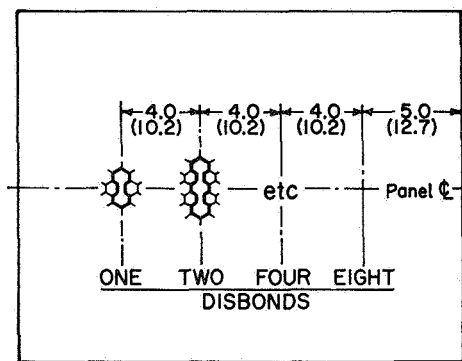 4.0 4.0 4.0 5.0
(10.2) (10.2) (10.2) (12.7)
etc Panel ℄
ONE TWO FOUR EIGHT
DISBONDS